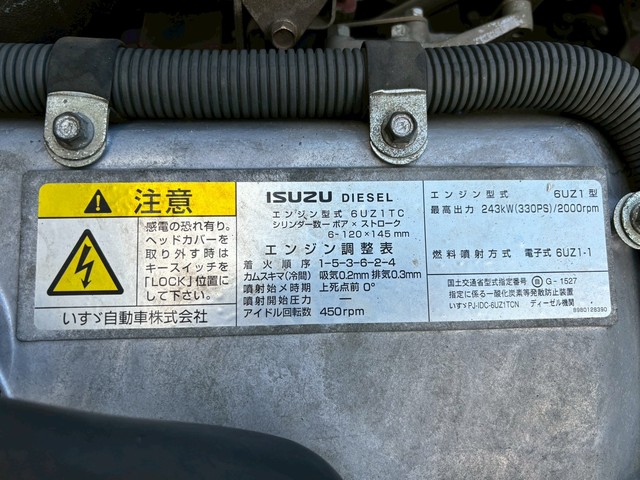 注意
感電の恐れ有り。
ヘッドカバーを
取り外す時は
キースイッチを
「LOCK」位置に
して下さい。
いすゞ自動車株式会社
ISUZU DIESEL
エンジン型式 6UZ1TC
シリンダー数－ボア×ストローク
6-120×145mm
エンジン調整表
着火順序 1-5-3-6-2-4
カムスキマ(冷間) 吸気0.2mm 排気0.3mm
噴射始メ時期 上死点前0°
噴射開始圧力 —
アイドル回転数 450rpm
エンジン型式 6UZ1型
最高出力 243kW(330PS)/2000rpm
燃料噴射方式 電子式 6UZ1-1
国土交通省型式指定番号 ⓜ G-1527
指定に係る一酸化炭素等発散防止装置
いすゞPJ-IDC-6UZ1TCN ディーゼル機関
8980128390